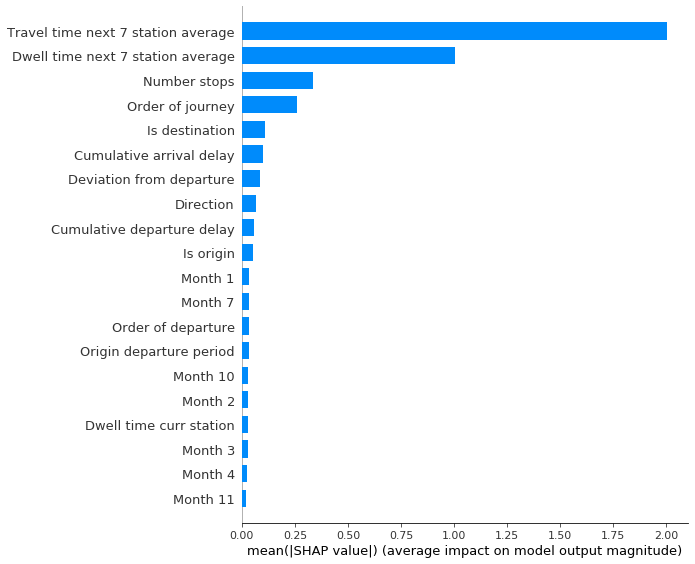 Travel time next 7 station average
Dwell time next 7 station average
Number stops
Order of journey
Is destination
Cumulative arrival delay
Deviation from departure
Direction
Cumulative departure delay
Is origin
Month 1
Month 7
Order of departure
Origin departure period
Month 10
Month 2
Dwell time curr station
Month 3
Month 4
Month 11
0.00 0.25 0.50 0.75 1.00 1.25 1.50 1.75 2.00
mean(|SHAP value|) (average impact on model output magnitude)